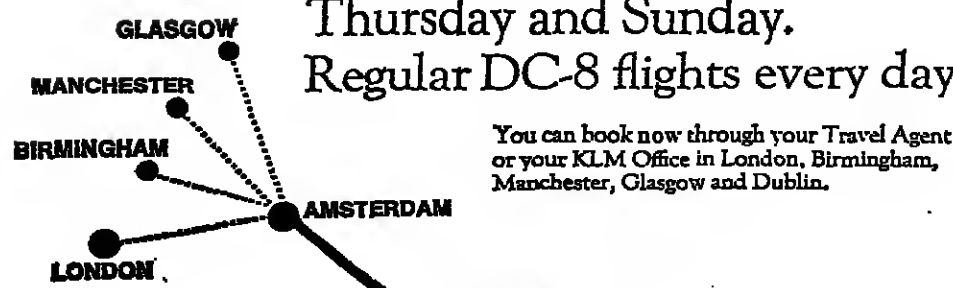 Thursday and Sunday.
Regular DC-8 flights every day
You can book now through your Travel Agent
or your KLM Office in London, Birmingham,
Manchester, Glasgow and Dublin.
GLASGOW
MANCHESTER
BIRMINGHAM
AMSTERDAM
LONDON